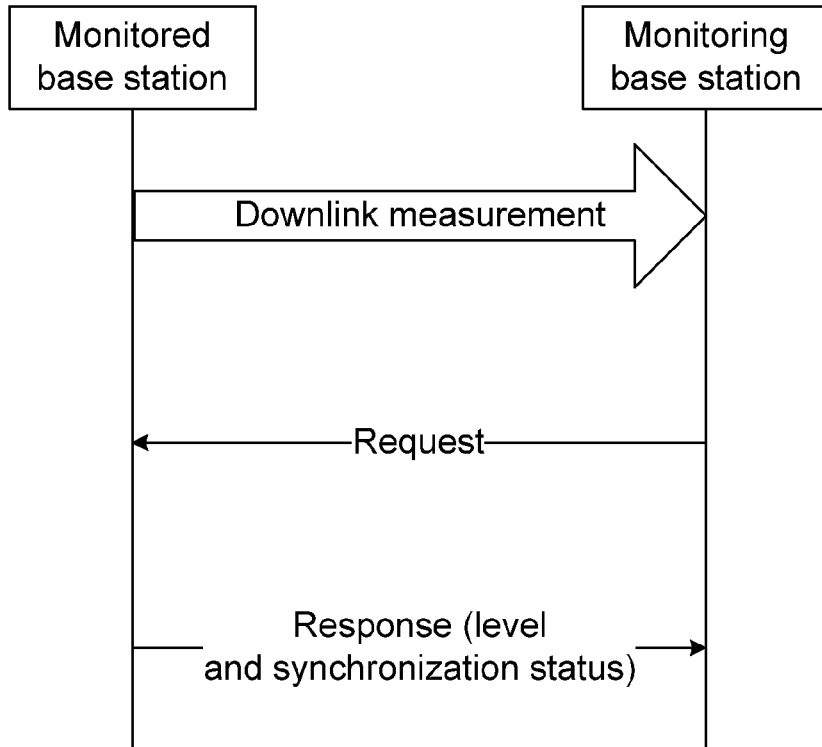 Monitored
base station
Monitoring
base station
Downlink measurement
Request
Response (level
and synchronization status)